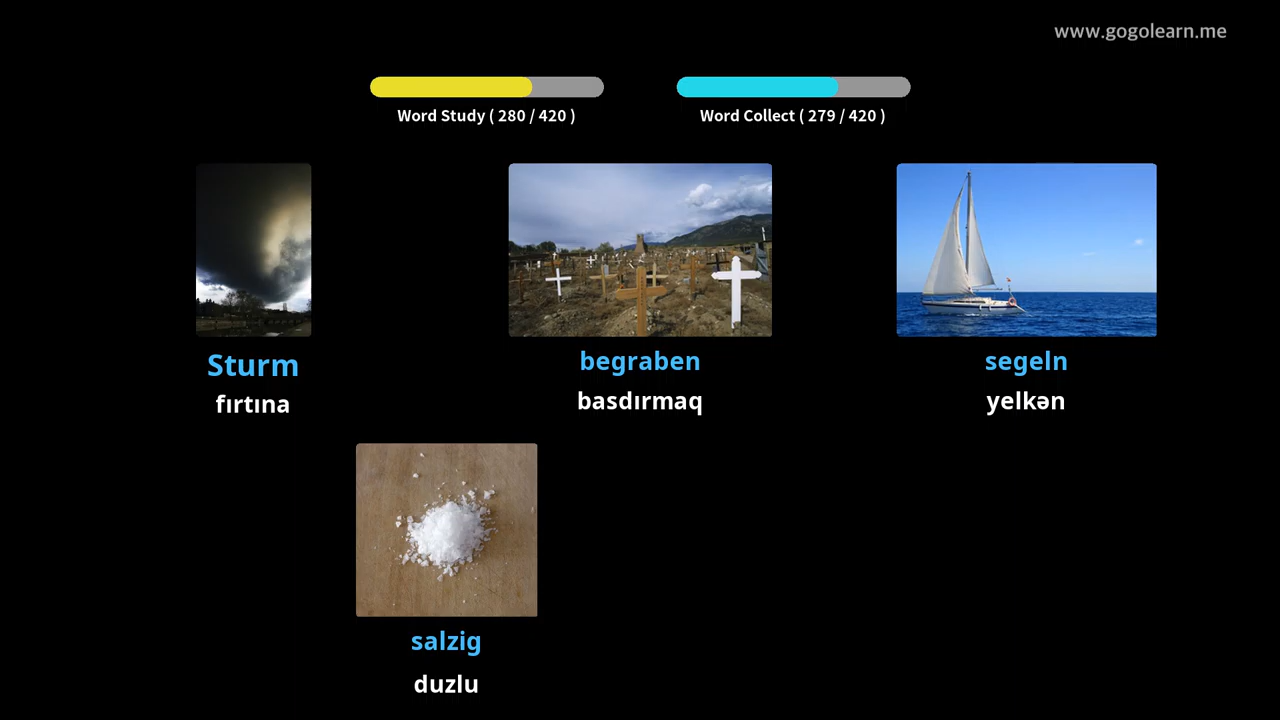 www.gogolearn.me
Word Study ( 280 / 420 )
Word Collect ( 279 / 420 )
Sturm
fırtına
begraben
basdırmaq
segeln
yelkən
salzig
duzlu